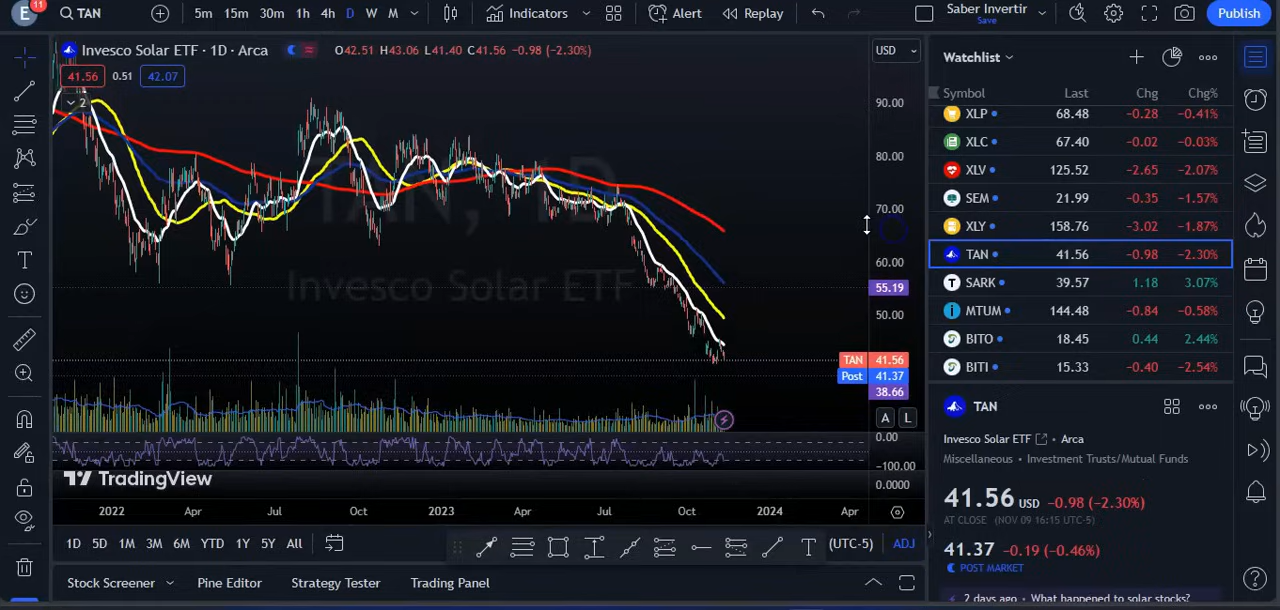 E
11
TAN
5m 15m 30m 1h 4h D W M
Indicators
Alert
Replay
Saber Invertir
Save
Publish
Invesco Solar ETF · 1D · Arca
O42.51 H43.06 L41.40 C41.56 −0.98 (−2.30%)
USD
41.56 0.51 42.07
2
TAN, 1D
Invesco Solar ETF
90.00
80.00
70.00
60.00
55.19
50.00
TAN 41.56
Post 41.37
38.66
A L
0.00
−100.00
0.0000
TradingView
2022 Apr Jul Oct 2023 Apr Jul Oct 2024 Apr
1D 5D 1M 3M 6M YTD 1Y 5Y All
T
(UTC-5) ADJ
Stock Screener Pine Editor Strategy Tester Trading Panel
Watchlist
Symbol Last Chg Chg%
XLP 68.48 −0.28 −0.41%
XLC 67.40 −0.02 −0.03%
XLV 125.52 −2.65 −2.07%
SEM 21.99 −0.35 −1.57%
XLY 158.76 −3.02 −1.87%
TAN 41.56 −0.98 −2.30%
T SARK 39.57 1.18 3.07%
MTUM 144.48 −0.84 −0.58%
BITO 18.45 0.44 2.44%
BITI 15.33 −0.40 −2.54%
TAN
Invesco Solar ETF • Arca
Miscellaneous • Investment Trusts/Mutual Funds
41.56 USD −0.98 (−2.30%)
AT CLOSE (NOV 09 16:15 UTC-5)
41.37 −0.19 (−0.46%)
POST MARKET
2 days ago • What happened to solar stocks?